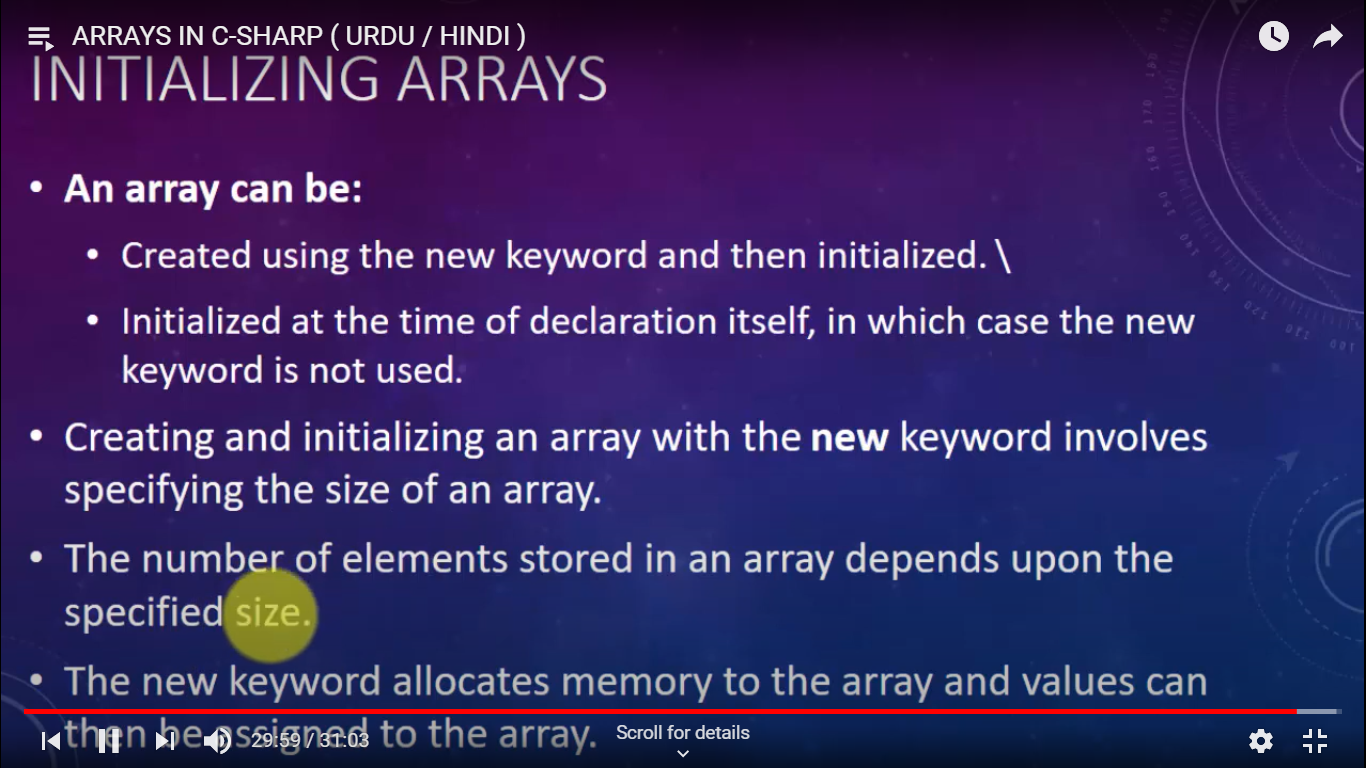 ARRAYS IN C-SHARP ( URDU / HINDI )
INITIALIZING ARRAYS
• An array can be:
• Created using the new keyword and then initialized. \
• Initialized at the time of declaration itself, in which case the new
keyword is not used.
• Creating and initializing an array with the new keyword involves
specifying the size of an array.
• The number of elements stored in an array depends upon the
specified size.
• The new keyword allocates memory to the array and values can
then be assigned to the array.
29:59 / 31:03
Scroll for details